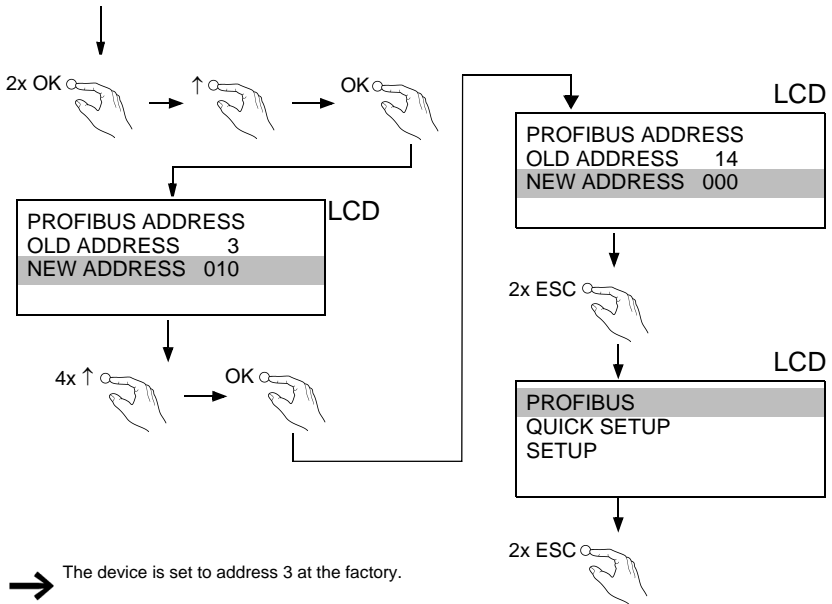 2x OK
↑
OK
LCD
PROFIBUS ADDRESS
OLD ADDRESS 3
NEW ADDRESS 010
4x ↑
OK
LCD
PROFIBUS ADDRESS
OLD ADDRESS 14
NEW ADDRESS 000
2x ESC
LCD
PROFIBUS
QUICK SETUP
SETUP
2x ESC
The device is set to address 3 at the factory.